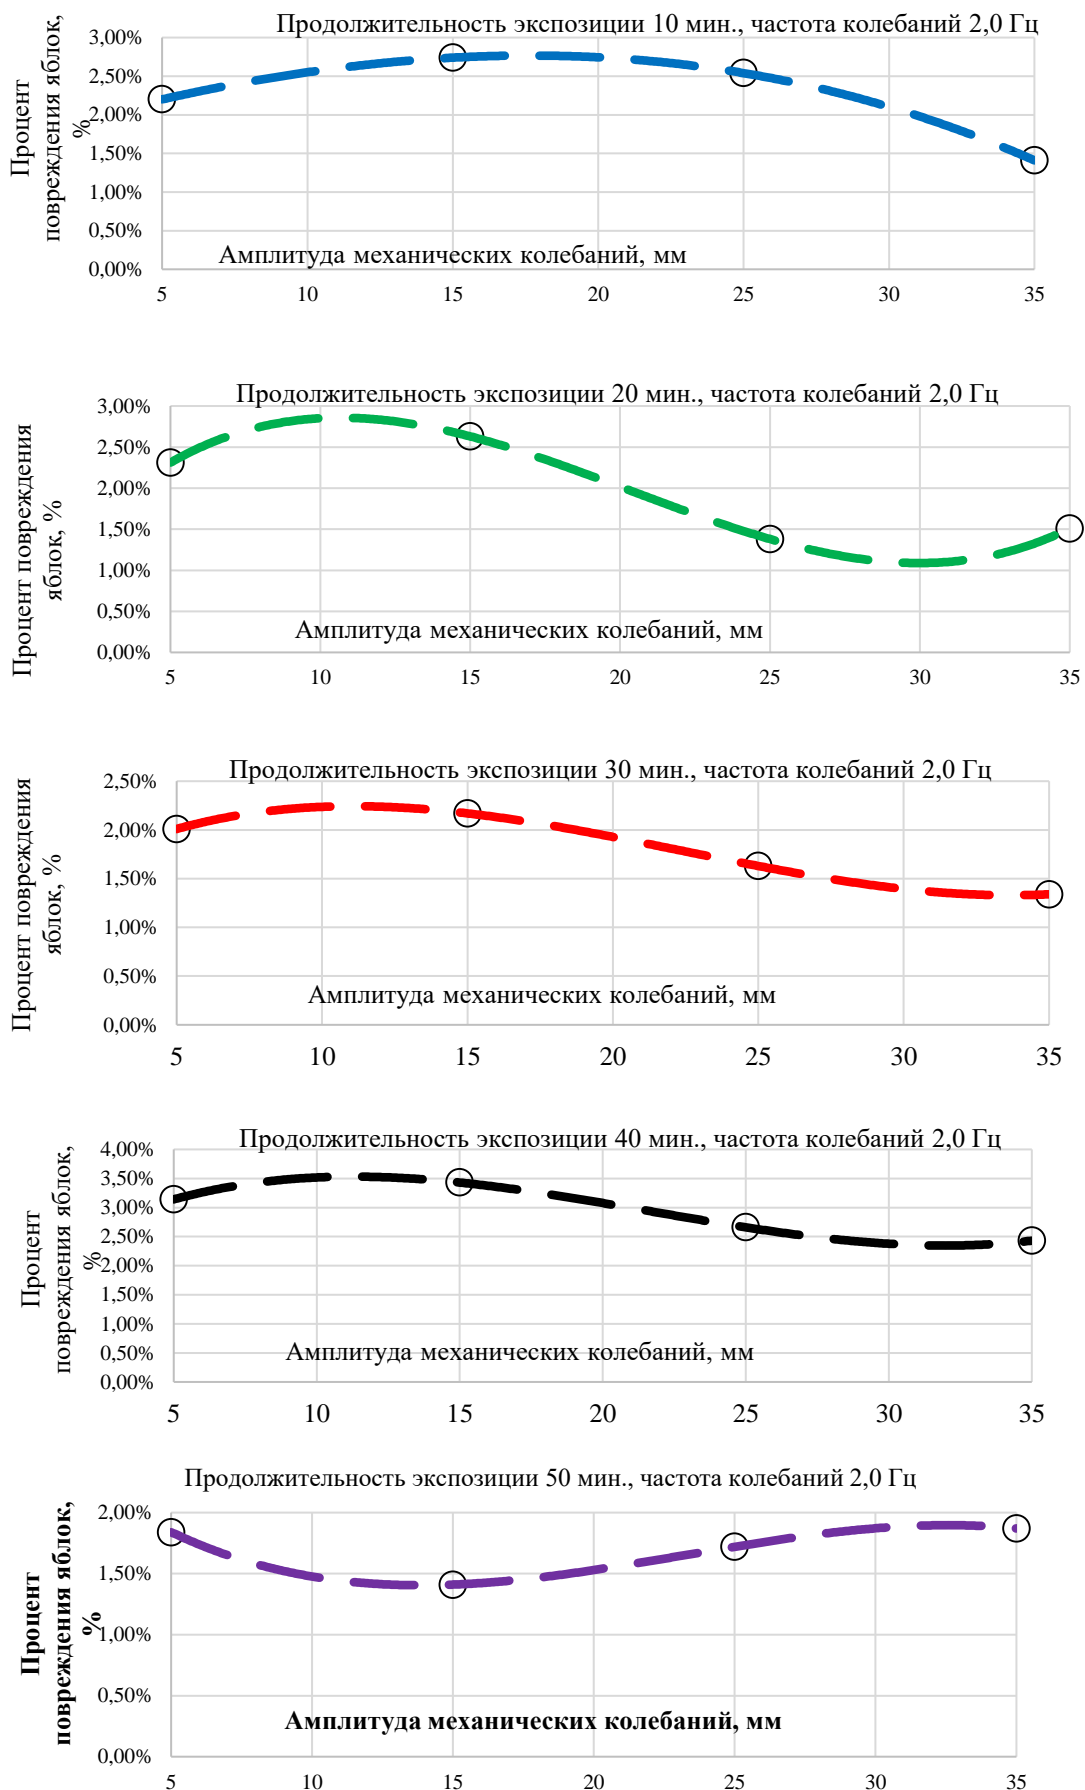 Продолжительность экспозиции 10 мин., частота колебаний 2,0 Гц
Процент
повреждения яблок,
%
3,00%
2,50%
2,00%
1,50%
1,00%
0,50%
0,00%
Амплитуда механических колебаний, мм
5 10 15 20 25 30 35
Продолжительность экспозиции 20 мин., частота колебаний 2,0 Гц
Процент повреждения
яблок, %
3,00%
2,50%
2,00%
1,50%
1,00%
0,50%
0,00%
Амплитуда механических колебаний, мм
5 10 15 20 25 30 35
Продолжительность экспозиции 30 мин., частота колебаний 2,0 Гц
Процент повреждения
яблок, %
2,50%
2,00%
1,50%
1,00%
0,50%
0,00%
Амплитуда механических колебаний, мм
5 10 15 20 25 30 35
Продолжительность экспозиции 40 мин., частота колебаний 2,0 Гц
Процент
повреждения яблок,
%
4,00%
3,50%
3,00%
2,50%
2,00%
1,50%
1,00%
0,50%
0,00%
Амплитуда механических колебаний, мм
5 10 15 20 25 30 35
Продолжительность экспозиции 50 мин., частота колебаний 2,0 Гц
Процент
повреждения яблок,
%
2,00%
1,50%
1,00%
0,50%
0,00%
Амплитуда механических колебаний, мм
5 10 15 20 25 30 35